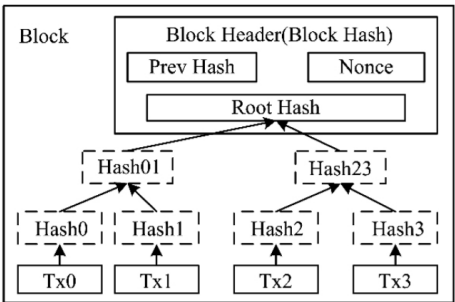 Block
Block Header(Block Hash)
Prev Hash
Nonce
Root Hash
Hash01
Hash23
Hash0
Hash1
Hash2
Hash3
Tx0
Tx1
Tx2
Tx3